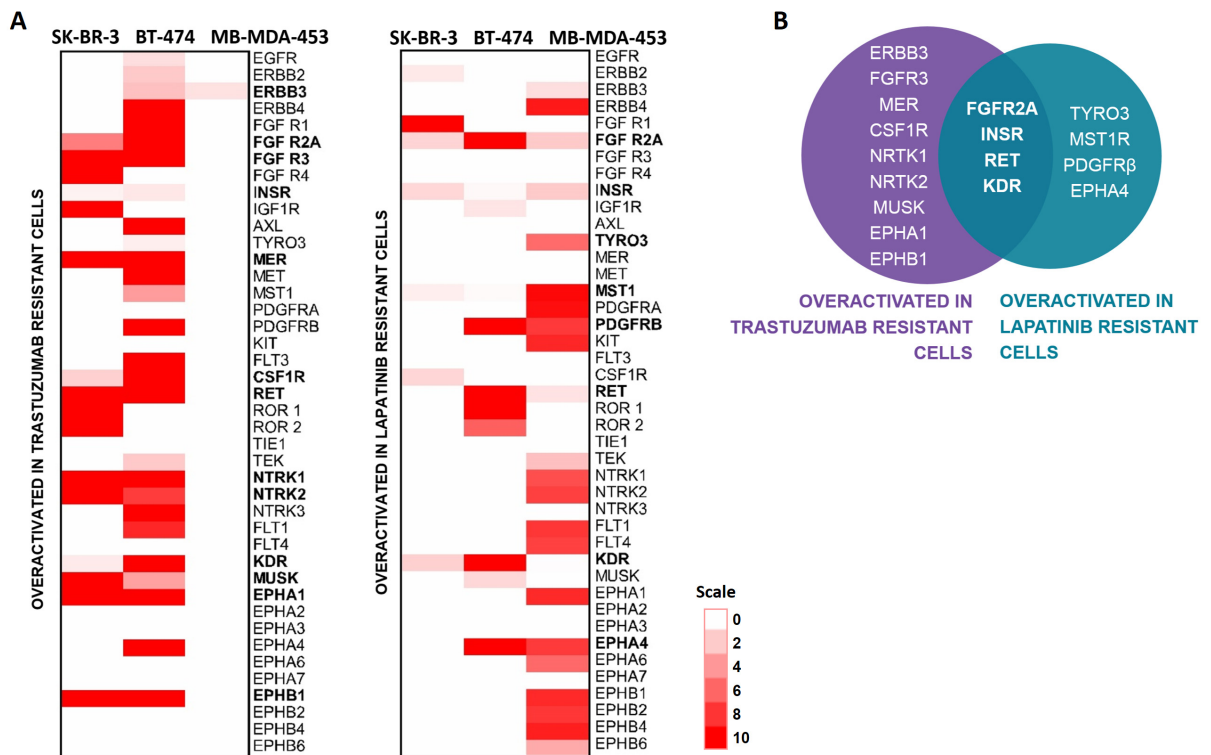 A
SK-BR-3 BT-474 MB-MDA-453
OVERACTIVATED IN TRASTUZUMAB RESISTANT CELLS
EGFR
ERBB2
ERBB3
ERBB4
FGF R1
FGF R2A
FGF R3
FGF R4
INSR
IGF1R
AXL
TYRO3
MER
MET
MST1
PDGFRA
PDGFRB
KIT
FLT3
CSF1R
RET
ROR 1
ROR 2
TIE1
TEK
NTRK1
NTRK2
NTRK3
FLT1
FLT4
KDR
MUSK
EPHA1
EPHA2
EPHA3
EPHA4
EPHA6
EPHA7
EPHB1
EPHB2
EPHB4
EPHB6
SK-BR-3 BT-474 MB-MDA-453
OVERACTIVATED IN LAPATINIB RESISTANT CELLS
EGFR
ERBB2
ERBB3
ERBB4
FGF R1
FGF R2A
FGF R3
FGF R4
INSR
IGF1R
AXL
TYRO3
MER
MET
MST1
PDGFRA
PDGFRB
KIT
FLT3
CSF1R
RET
ROR 1
ROR 2
TIE1
TEK
NTRK1
NTRK2
NTRK3
FLT1
FLT4
KDR
MUSK
EPHA1
EPHA2
EPHA3
EPHA4
EPHA6
EPHA7
EPHB1
EPHB2
EPHB4
EPHB6
Scale
0
2
4
6
8
10
B
ERBB3
FGFR3
MER
CSF1R
NRTK1
NRTK2
MUSK
EPHA1
EPHB1
FGFR2A
INSR
RET
KDR
TYRO3
MST1R
PDGFRβ
EPHA4
OVERACTIVATED IN
TRASTUZUMAB RESISTANT
CELLS
OVERACTIVATED IN
LAPATINIB RESISTANT
CELLS